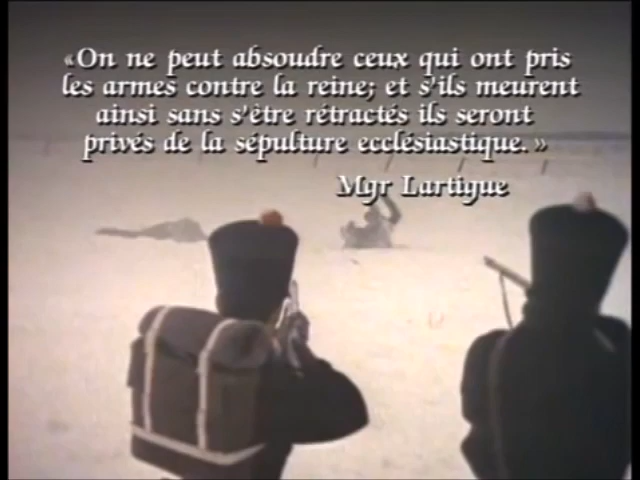 «On ne peut absoudre ceux qui ont pris
les armes contre la reine; et s'ils meurent
ainsi sans s'être rétractés ils seront
privés de la sépulture ecclésiastique.»
Mgr Lartigue